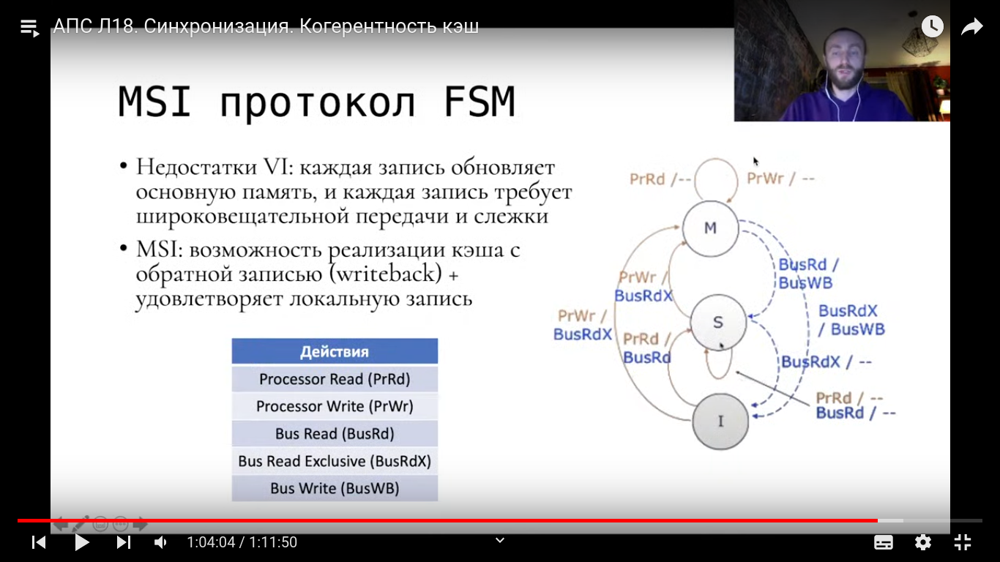 АПС Л18. Синхронизация. Когерентность кэш
MSI протокол FSM
• Недостатки VI: каждая запись обновляет
основную память, и каждая запись требует
широковещательной передачи и слежки
• MSI: возможность реализации кэша с
обратной записью (writeback) +
удовлетворяет локальную запись
Действия
Processor Read (PrRd)
Processor Write (PrWr)
Bus Read (BusRd)
Bus Read Exclusive (BusRdX)
Bus Write (BusWB)
PrRd /--
PrWr / --
M
BusRd /
BusWB
PrWr /
BusRdX
BusRdX
/ BusWB
PrWr /
BusRdX
S
PrRd /
BusRd
BusRdX / --
PrRd / --
BusRd / --
I
1:04:04 / 1:11:50